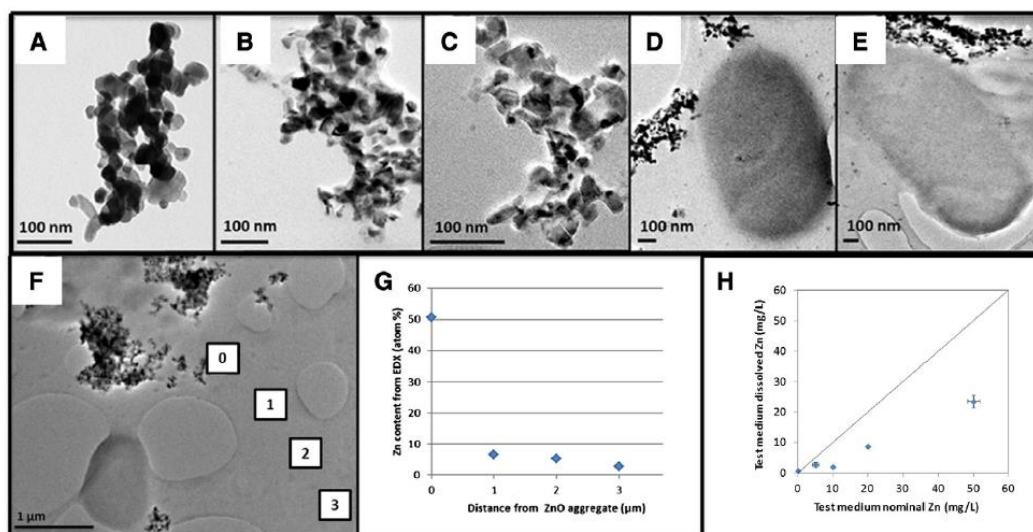 A
B
C
D
E
100 nm
100 nm
100 nm
100 nm
100 nm
F
0
1
2
3
1 µm
G
Zn content from EDX (atom %)
60
50
40
30
20
10
0
0 1 2 3
Distance from ZnO aggregate (µm)
H
Test medium dissolved Zn (mg/L)
60
50
40
30
20
10
0
0 10 20 30 40 50 60
Test medium nominal Zn (mg/L)